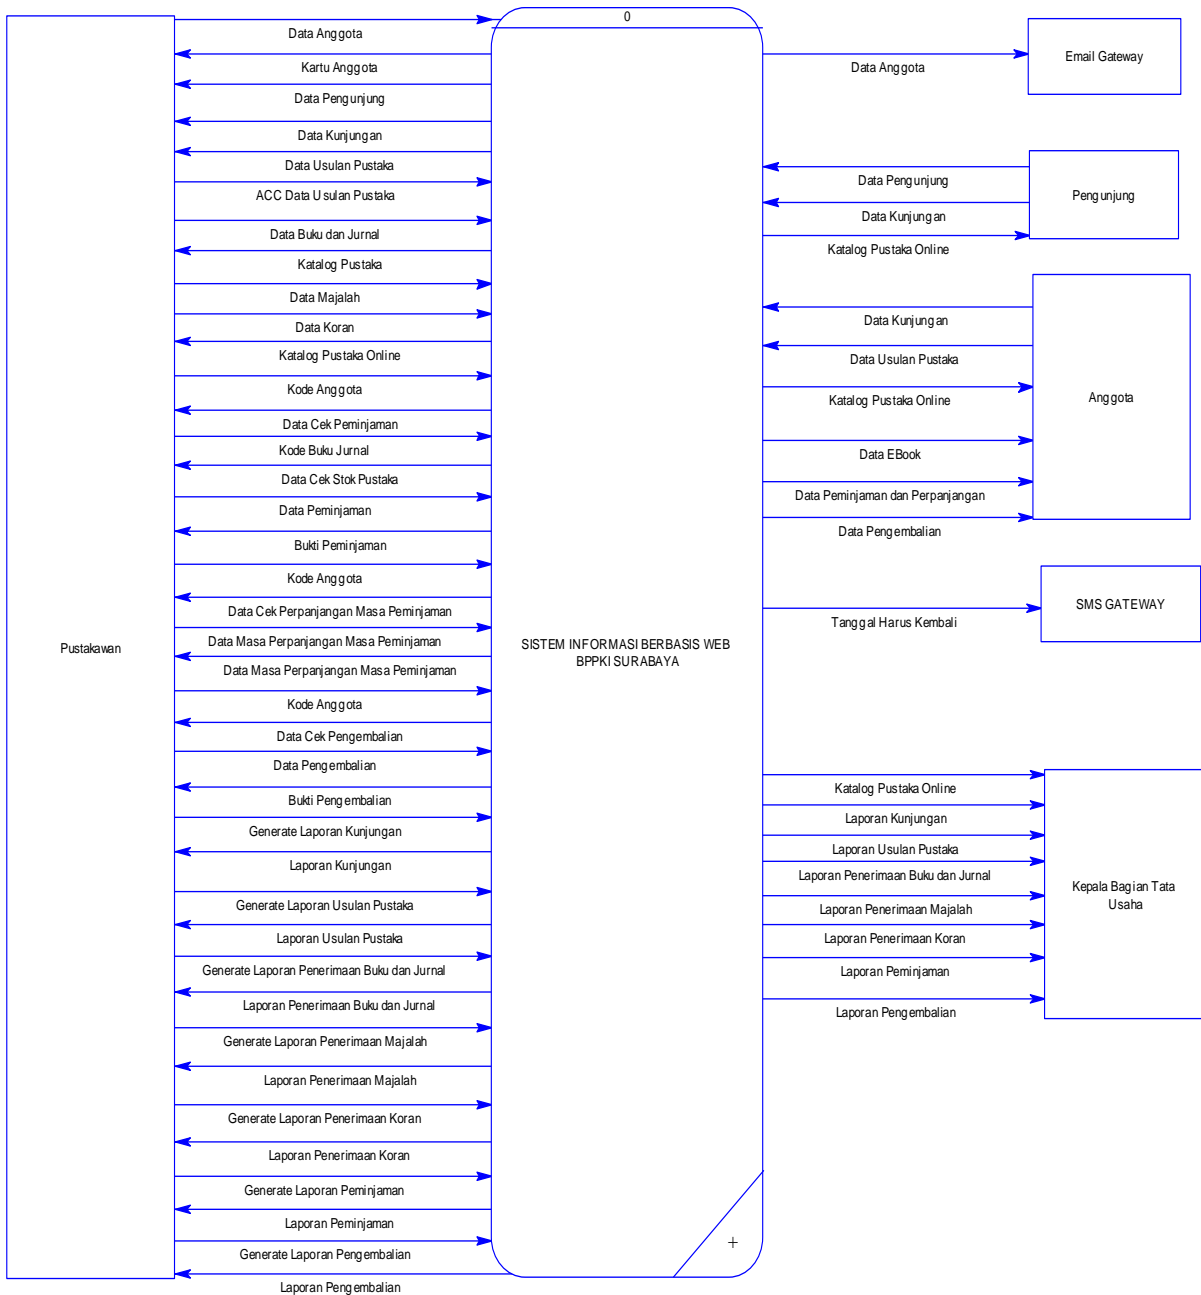 0
Data Anggota
Kartu Anggota
Data Pengunjung
Data Kunjungan
Data Usulan Pustaka
ACC Data Usulan Pustaka
Data Buku dan Jurnal
Katalog Pustaka
Data Majalah
Data Koran
Katalog Pustaka Online
Kode Anggota
Data Cek Peminjaman
Kode Buku Jurnal
Data Cek Stok Pustaka
Data Peminjaman
Bukti Peminjaman
Kode Anggota
Data Cek Perpanjangan Masa Peminjaman
Data Masa Perpanjangan Masa Peminjaman
Data Masa Perpanjangan Masa Peminjaman
Kode Anggota
Data Cek Pengembalian
Data Pengembalian
Bukti Pengembalian
Generate Laporan Kunjungan
Laporan Kunjungan
Generate Laporan Usulan Pustaka
Laporan Usulan Pustaka
Generate Laporan Penerimaan Buku dan Jurnal
Laporan Penerimaan Buku dan Jurnal
Generate Laporan Penerimaan Majalah
Laporan Penerimaan Majalah
Generate Laporan Penerimaan Koran
Laporan Penerimaan Koran
Generate Laporan Peminjaman
Laporan Peminjaman
Generate Laporan Pengembalian
Laporan Pengembalian
Pustakawan
SISTEM INFORMASI BERBASIS WEB
BPPKI SURABAYA
+
Data Anggota
Email Gateway
Data Pengunjung
Data Kunjungan
Katalog Pustaka Online
Pengunjung
Data Kunjungan
Data Usulan Pustaka
Katalog Pustaka Online
Data EBook
Data Peminjaman dan Perpanjangan
Data Pengembalian
Anggota
Tanggal Harus Kembali
SMS GATEWAY
Katalog Pustaka Online
Laporan Kunjungan
Laporan Usulan Pustaka
Laporan Penerimaan Buku dan Jurnal
Laporan Penerimaan Majalah
Laporan Penerimaan Koran
Laporan Peminjaman
Laporan Pengembalian
Kepala Bagian Tata
Usaha